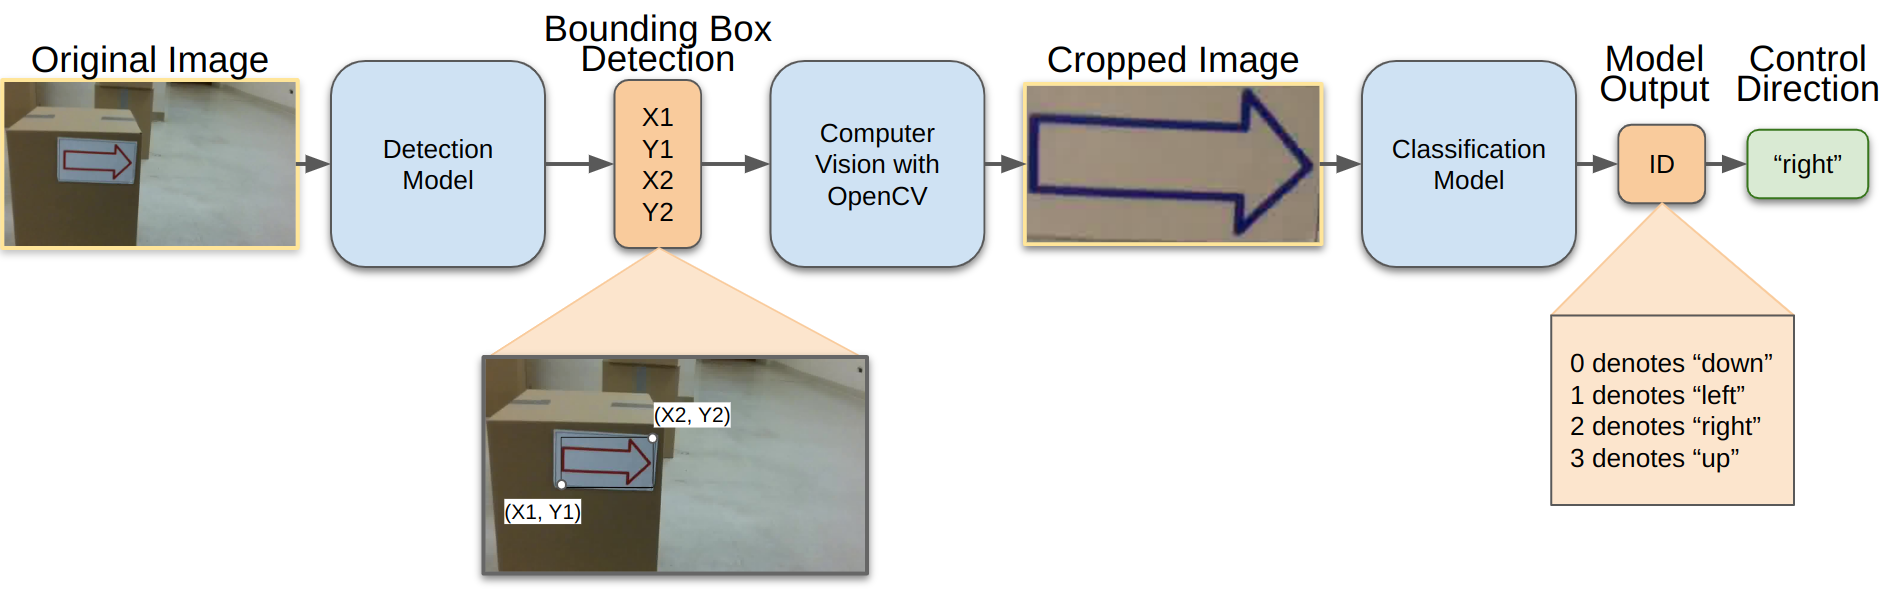 Original Image
Detection
Model
Bounding Box
Detection
X1
Y1
X2
Y2
(X2, Y2)
(X1, Y1)
Computer
Vision with
OpenCV
Cropped Image
Classification
Model
Model
Output
ID
0 denotes “down”
1 denotes “left”
2 denotes “right”
3 denotes “up”
Control
Direction
“right”